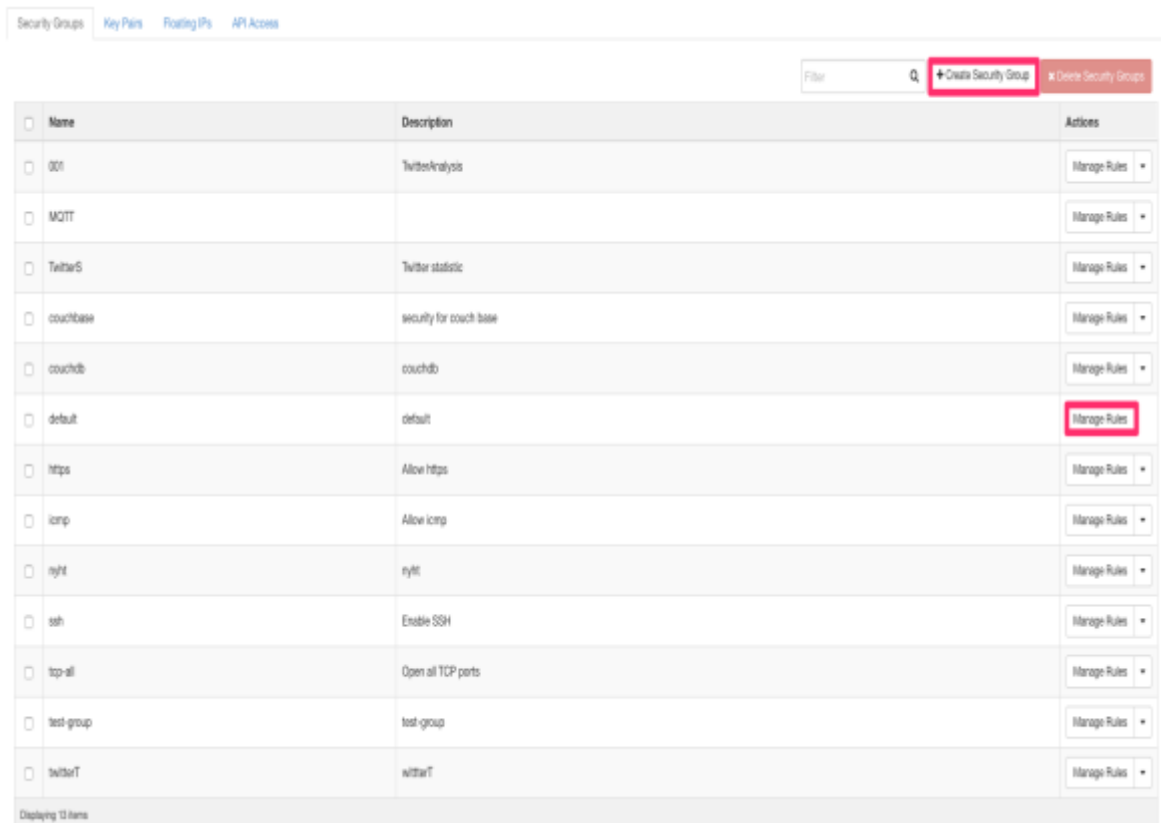 Security Groups Key Pairs Floating IPs API Access
Filter +Create Security Group ×Delete Security Groups
Name Description Actions
001 TwitterAnalysis Manage Rules
MQTT Manage Rules
TwitterS Twitter statistic Manage Rules
couchbase security for couch base Manage Rules
couchdb couchdb Manage Rules
default default Manage Rules
https Allow https Manage Rules
icmp Allow icmp Manage Rules
nyht nyht Manage Rules
ssh Enable SSH Manage Rules
tcp-all Open all TCP ports Manage Rules
test-group test-group Manage Rules
twitterT wittterT Manage Rules
Displaying 13 items